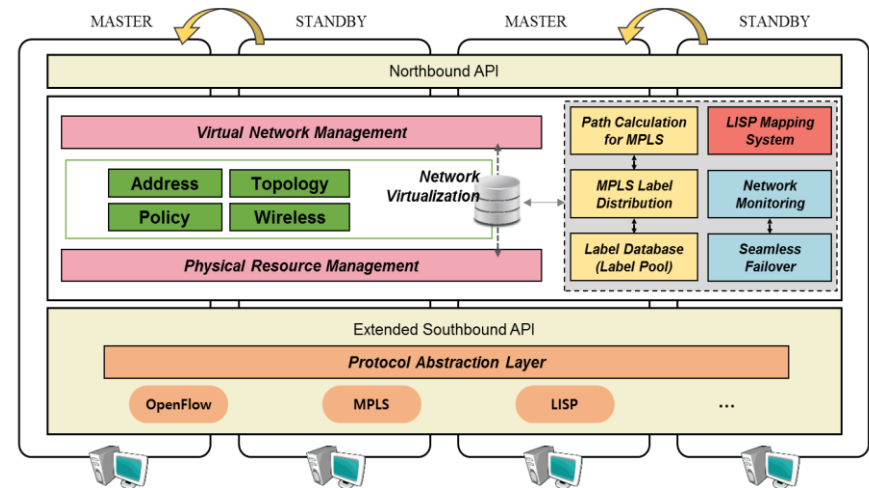 MASTER
STANDBY
MASTER
STANDBY
Northbound API
Virtual Network Management
Address
Topology
Policy
Wireless
Network
Virtualization
Physical Resource Management
Path Calculation
for MPLS
LISP Mapping
System
MPLS Label
Distribution
Network
Monitoring
Label Database
(Label Pool)
Seamless
Failover
Extended Southbound API
Protocol Abstraction Layer
OpenFlow
MPLS
LISP
...